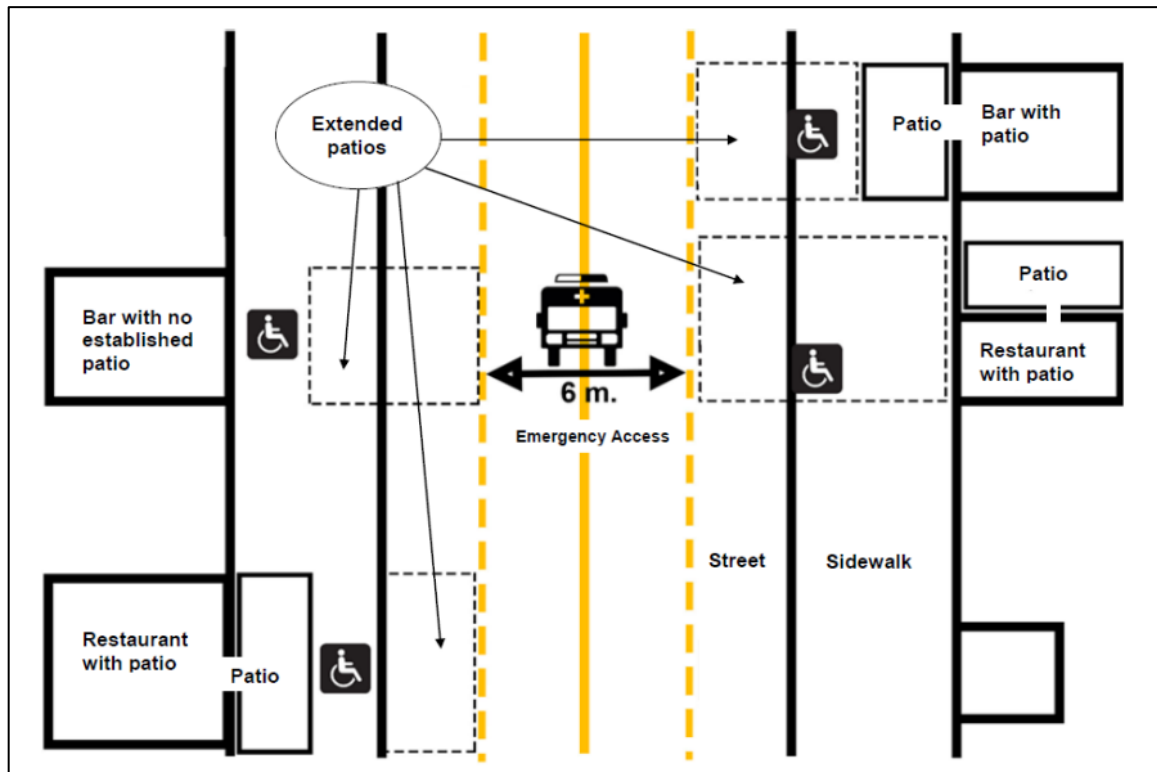 Extended
patios
Patio
Bar with
patio
Patio
Restaurant
with patio
Bar with no
established
patio
6 m.
Emergency Access
Street
Sidewalk
Restaurant
with patio
Patio